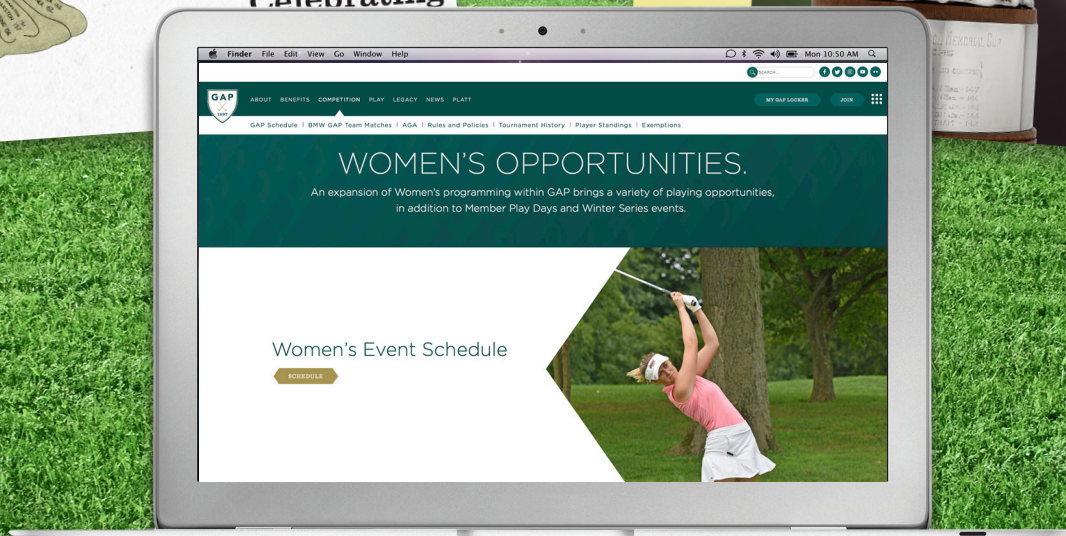 Celebrating
Finder File Edit View Go Window Help
Mon 10:50 AM
SEARCH...
GAP
1897
ABOUT BENEFITS COMPETITION PLAY LEGACY NEWS PLATT
MY GAP LOCKER
JOIN
GAP Schedule | BMW GAP Team Matches | AGA | Rules and Policies | Tournament History | Player Standings | Exemptions
WOMEN'S OPPORTUNITIES.
An expansion of Women's programming within GAP brings a variety of playing opportunities,
in addition to Member Play Days and Winter Series events.
Women's Event Schedule
SCHEDULE